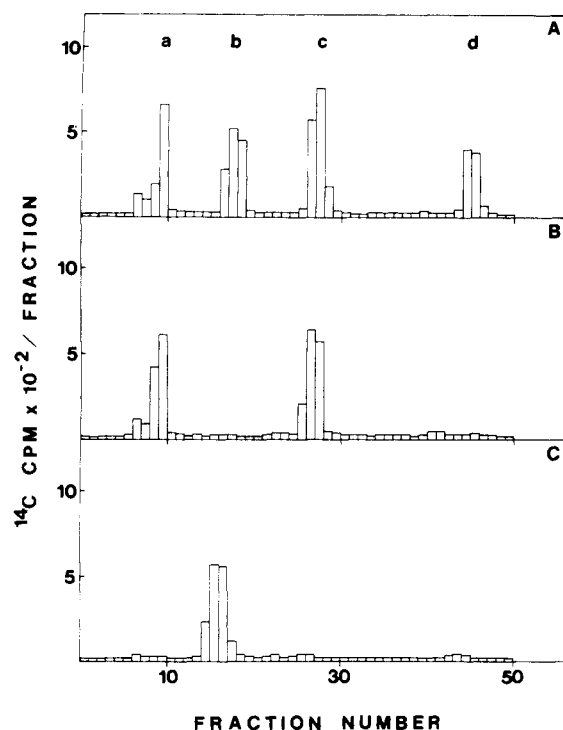 A
a b c d
10
5
B
10
5
C
10
5
10 30 50
¹⁴C CPM x 10⁻² / FRACTION
FRACTION NUMBER